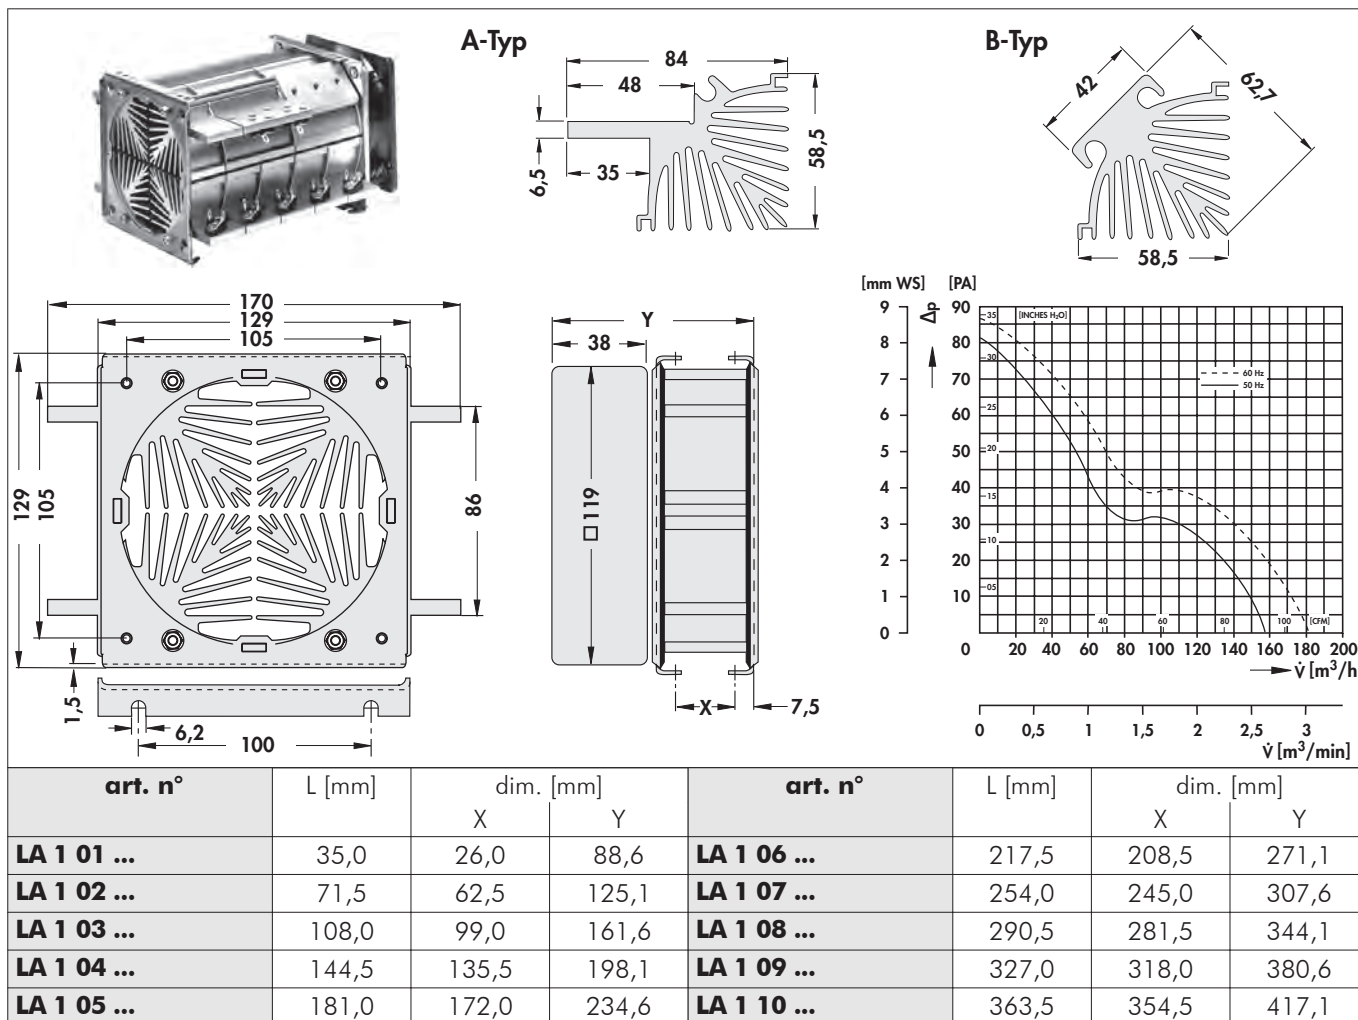 A-Typ
84
48
6,5
35
58,5
B-Typ
42
62,7
58,5
170
129
105
129
105
86
1,5
6,2
100
Y
38
□119
X
7,5
[mm WS] [PA]
Δp
9 90
8 80
7 70
6 60
5 50
4 40
3 30
2 20
1 10
0 0
[INCHES H₂O]
35
30
25
20
15
10
05
60 Hz
50 Hz
20 40 60 80 100 [CFM]
20 40 60 80 100 120 140 160 180 200
V̇ [m³/h
0 0,5 1 1,5 2 2,5 3
V̇ [m³/min]
art. n° L [mm] dim. [mm] art. n° L [mm] dim. [mm]
X Y X Y
LA 1 01 ... 35,0 26,0 88,6 LA 1 06 ... 217,5 208,5 271,1
LA 1 02 ... 71,5 62,5 125,1 LA 1 07 ... 254,0 245,0 307,6
LA 1 03 ... 108,0 99,0 161,6 LA 1 08 ... 290,5 281,5 344,1
LA 1 04 ... 144,5 135,5 198,1 LA 1 09 ... 327,0 318,0 380,6
LA 1 05 ... 181,0 172,0 234,6 LA 1 10 ... 363,5 354,5 417,1